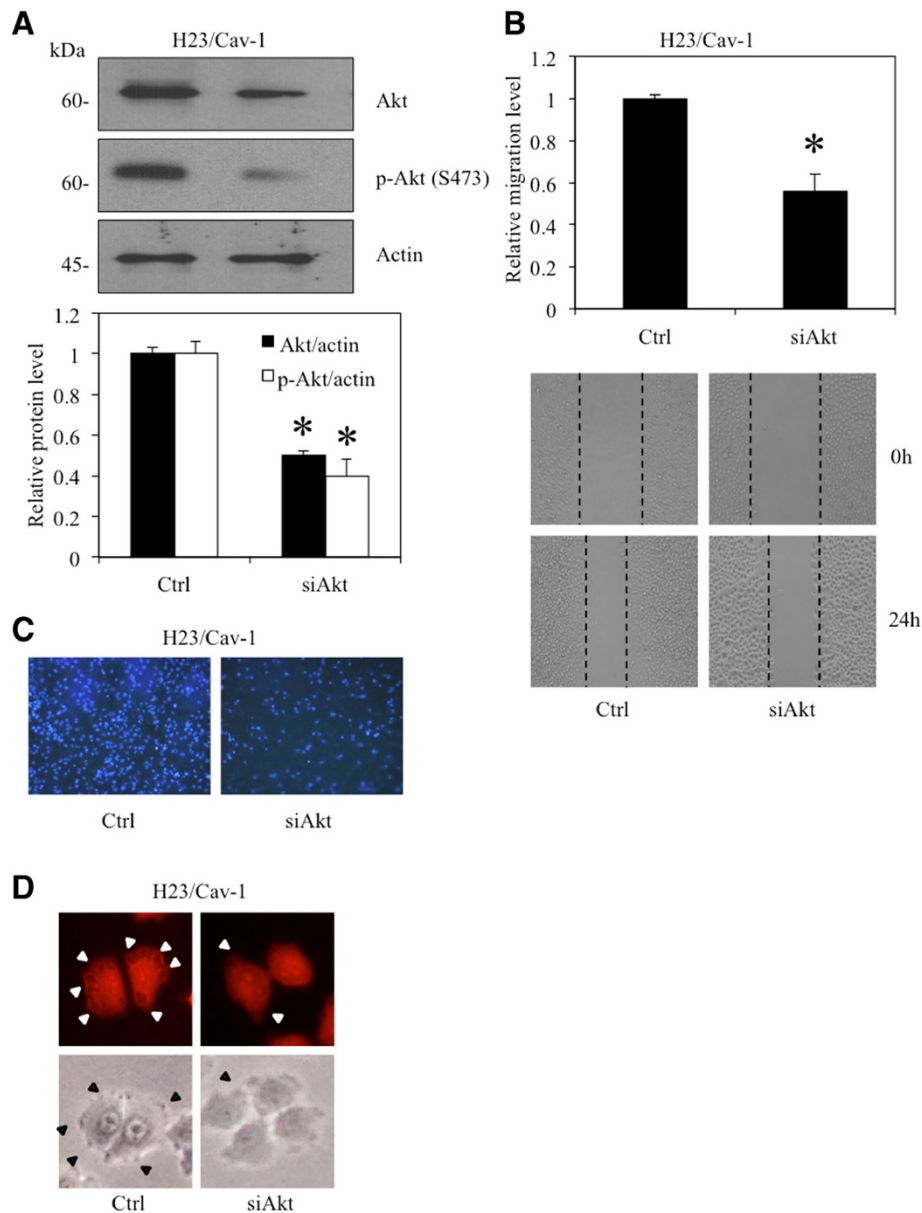 A
H23/Cav-1
kDa
60-
Akt
60-
p-Akt (S473)
45-
Actin
Relative protein level
1.2
1
0.8
0.6
0.4
0.2
0
Akt/actin
p-Akt/actin
*
*
Ctrl
siAkt
B
H23/Cav-1
Relative migration level
1.2
1
0.8
0.6
0.4
0.2
0
*
Ctrl
siAkt
0h
24h
Ctrl
siAkt
C
H23/Cav-1
Ctrl
siAkt
D
H23/Cav-1
Ctrl
siAkt